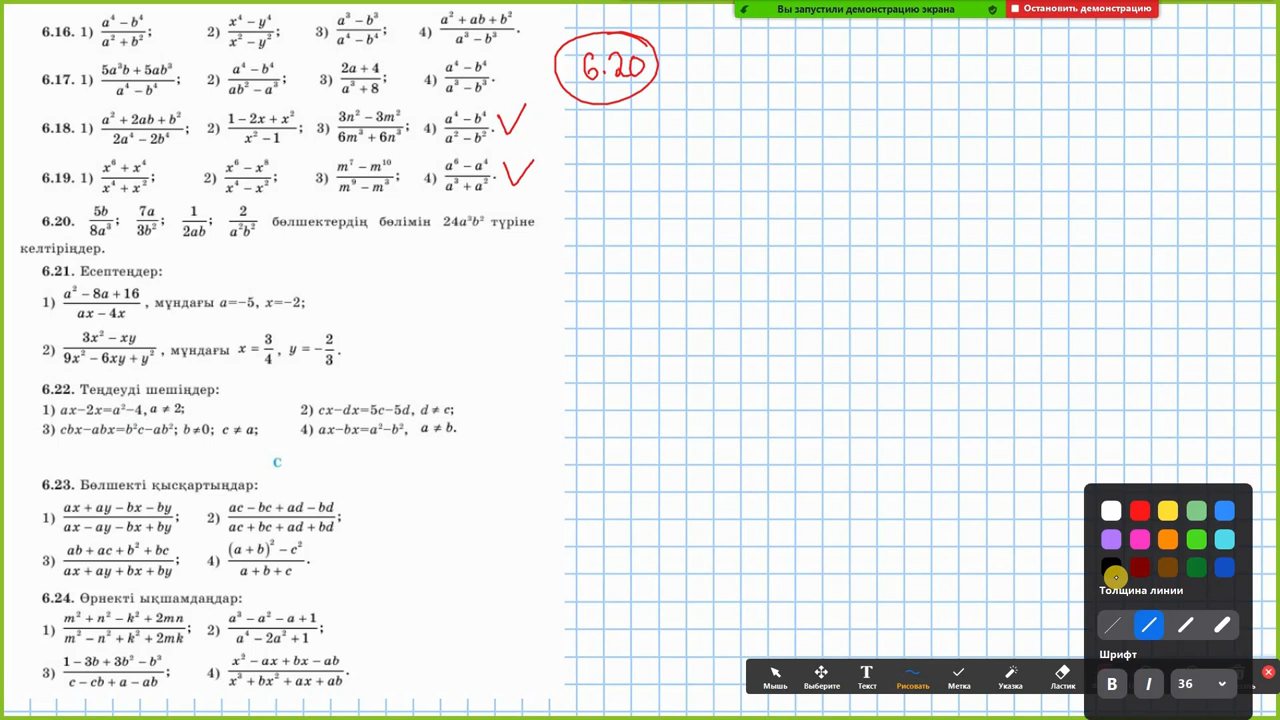 Вы запустили демонстрацию экрана
Остановить демонстрацию
6.16. 1) (a⁴ − b⁴)/(a² + b²); 2) (x⁴ − y⁴)/(x² − y²); 3) (a³ − b³)/(a⁴ − b⁴); 4) (a² + ab + b²)/(a³ − b³).
6.20
6.17. 1) (5a³b + 5ab³)/(a⁴ − b⁴); 2) (a⁴ − b⁴)/(ab² − a³); 3) (2a + 4)/(a³ + 8); 4) (a⁴ − b⁴)/(a³ − b³).
6.18. 1) (a² + 2ab + b²)/(2a⁴ − 2b⁴); 2) (1 − 2x + x²)/(x² − 1); 3) (3n² − 3m²)/(6m³ + 6n³); 4) (a⁴ − b⁴)/(a² − b²).
6.19. 1) (x⁶ + x⁴)/(x⁴ + x²); 2) (x⁶ − x⁸)/(x⁴ − x²); 3) (m⁷ − m¹⁰)/(m⁹ − m³); 4) (a⁶ − a⁴)/(a³ + a²).
6.20. 5b/8a³; 7a/3b²; 1/2ab; 2/a²b² бөлшектердің бөлімін 24a³b² түріне
келтіріңдер.
6.21. Есептеңдер:
1) (a² − 8a + 16)/(ax − 4x), мұндағы a=−5, x=−2;
2) (3x² − xy)/(9x² − 6xy + y²), мұндағы x = 3/4, y = −2/3.
6.22. Теңдеуді шешіңдер:
1) ax−2x=a²−4, a ≠ 2; 2) cx−dx=5c−5d, d ≠ c;
3) cbx−abx=b²c−ab²; b≠0; c ≠ a; 4) ax−bx=a²−b², a ≠ b.
C
6.23. Бөлшекті қысқартыңдар:
1) (ax + ay − bx − by)/(ax − ay − bx + by); 2) (ac − bc + ad − bd)/(ac + bc + ad + bd);
3) (ab + ac + b² + bc)/(ax + ay + bx + by); 4) ((a + b)² − c²)/(a + b + c).
6.24. Өрнекті ықшамдаңдар:
1) (m² + n² − k² + 2mn)/(m² − n² + k² + 2mk); 2) (a³ − a² − a + 1)/(a⁴ − 2a² + 1);
3) (1 − 3b + 3b² − b³)/(c − cb + a − ab); 4) (x² − ax + bx − ab)/(x³ + bx² + ax + ab).
Толщина линии
Шрифт
B I 36
Мышь Выберите Текст Рисовать Метка Указка Ластик